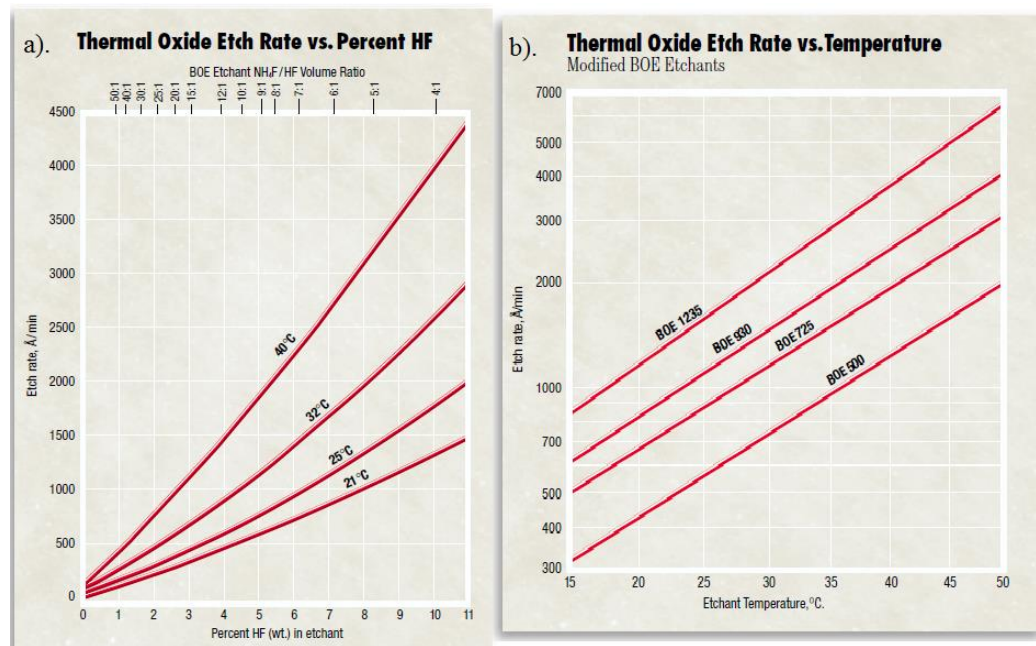 a). Thermal Oxide Etch Rate vs. Percent HF
BOE Etchant NH₄F/HF Volume Ratio
50:1 40:1 30:1 25:1 20:1 15:1 12:1 10:1 9:1 8:1 7:1 6:1 5:1 4:1
4500
4000
3500
3000
2500
2000
1500
1000
500
0
Etch rate, Å/min
40°C
32°C
25°C
21°C
0 1 2 3 4 5 6 7 8 9 10 11
Percent HF (wt.) in etchant
b). Thermal Oxide Etch Rate vs. Temperature
Modified BOE Etchants
7000
5000
4000
3000
2000
1000
700
500
400
300
Etch rate, Å/min
BOE 1235
BOE 930
BOE 725
BOE 500
15 20 25 30 35 40 45 50
Etchant Temperature, °C.